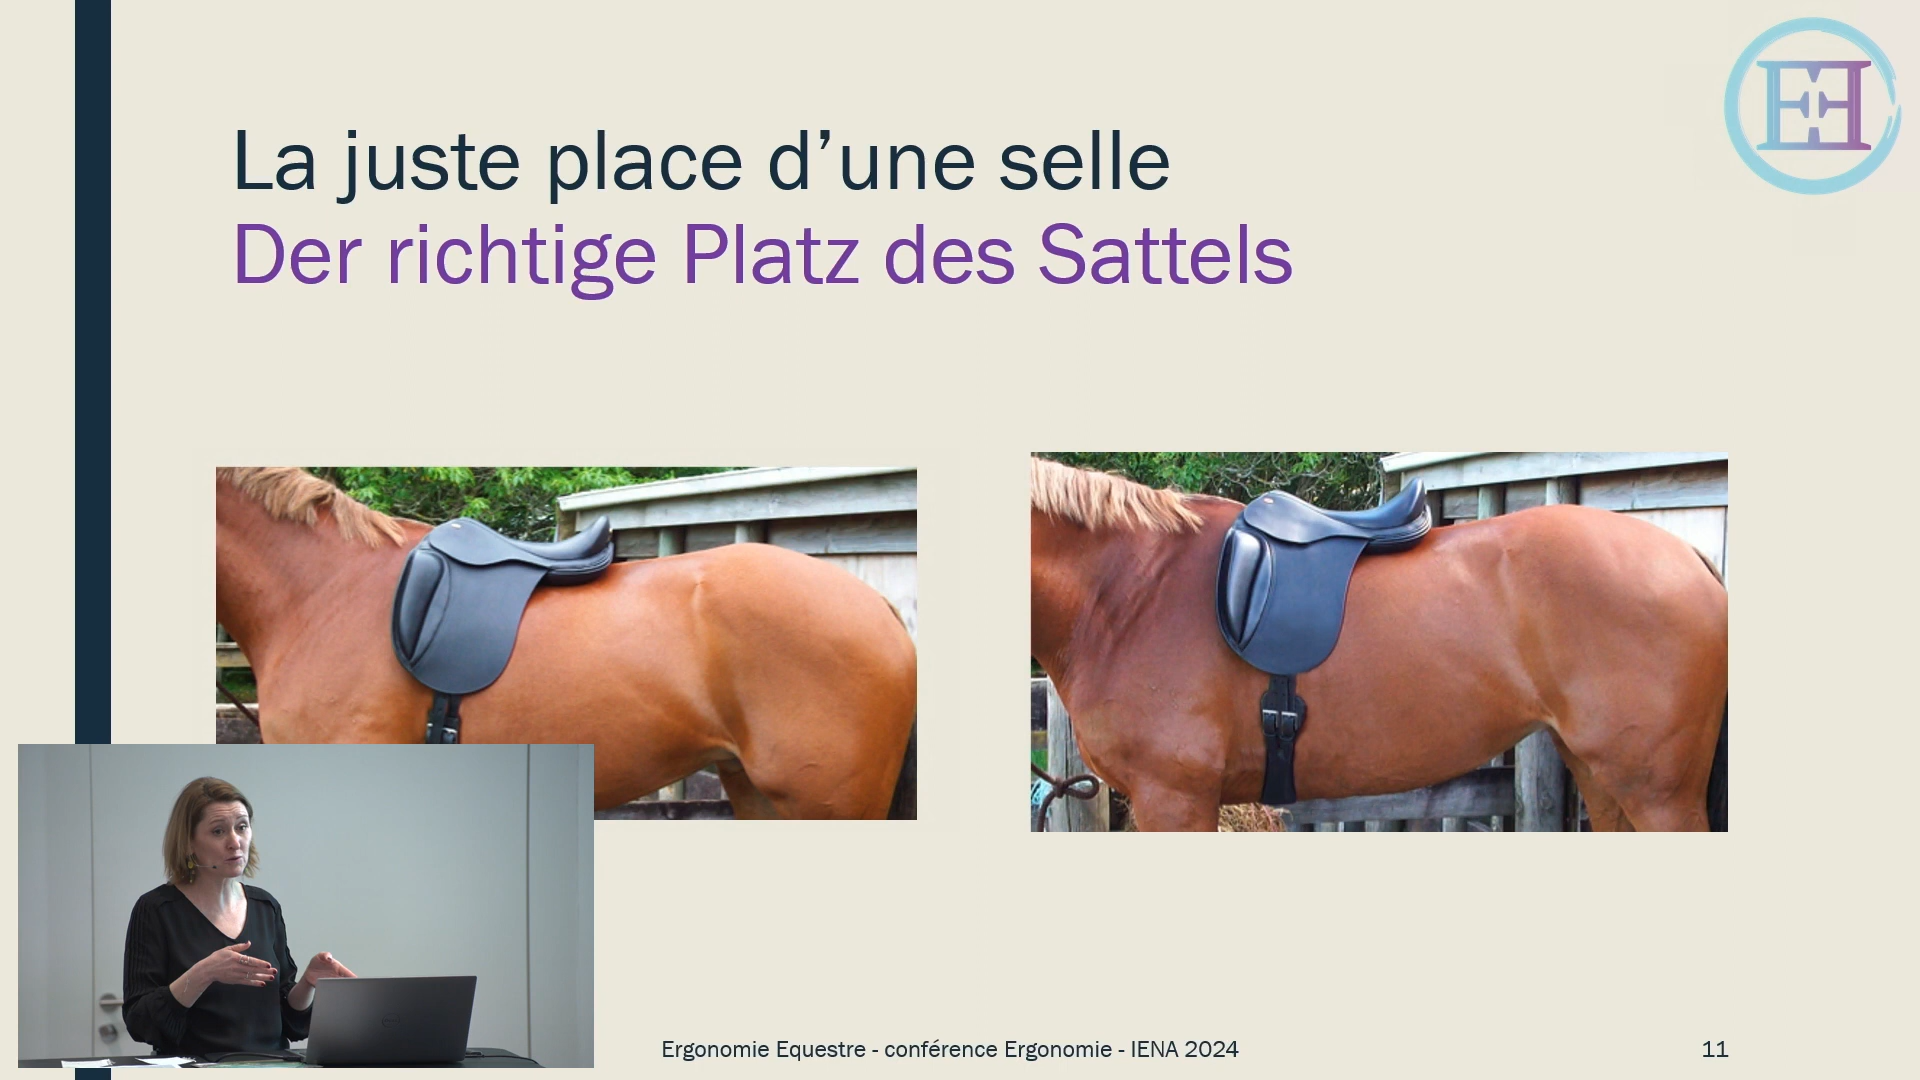 La juste place d’une selle
Der richtige Platz des Sattels
Ergonomie Equestre - conférence Ergonomie - IENA 2024
11